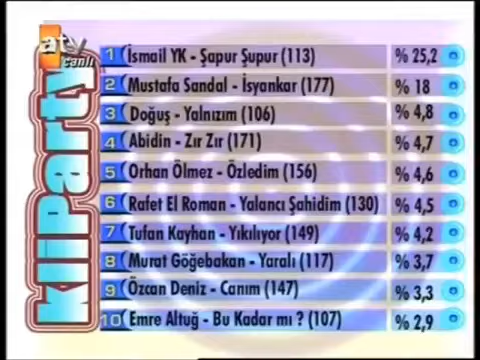 atv
canlı
KlipParty
1 İsmail YK - Şapur Şupur (113) % 25,2
2 Mustafa Sandal - İsyankar (177) % 18
3 Doğuş - Yalnızım (106) % 4,8
4 Abidin - Zır Zır (171) % 4,7
5 Orhan Ölmez - Özledim (156) % 4,6
6 Rafet El Roman - Yalancı Şahidim (130) % 4,5
7 Tufan Kayhan - Yıkılıyor (149) % 4,2
8 Murat Göğebakan - Yaralı (117) % 3,7
9 Özcan Deniz - Canım (147) % 3,3
10 Emre Altuğ - Bu Kadar mı ? (107) % 2,9